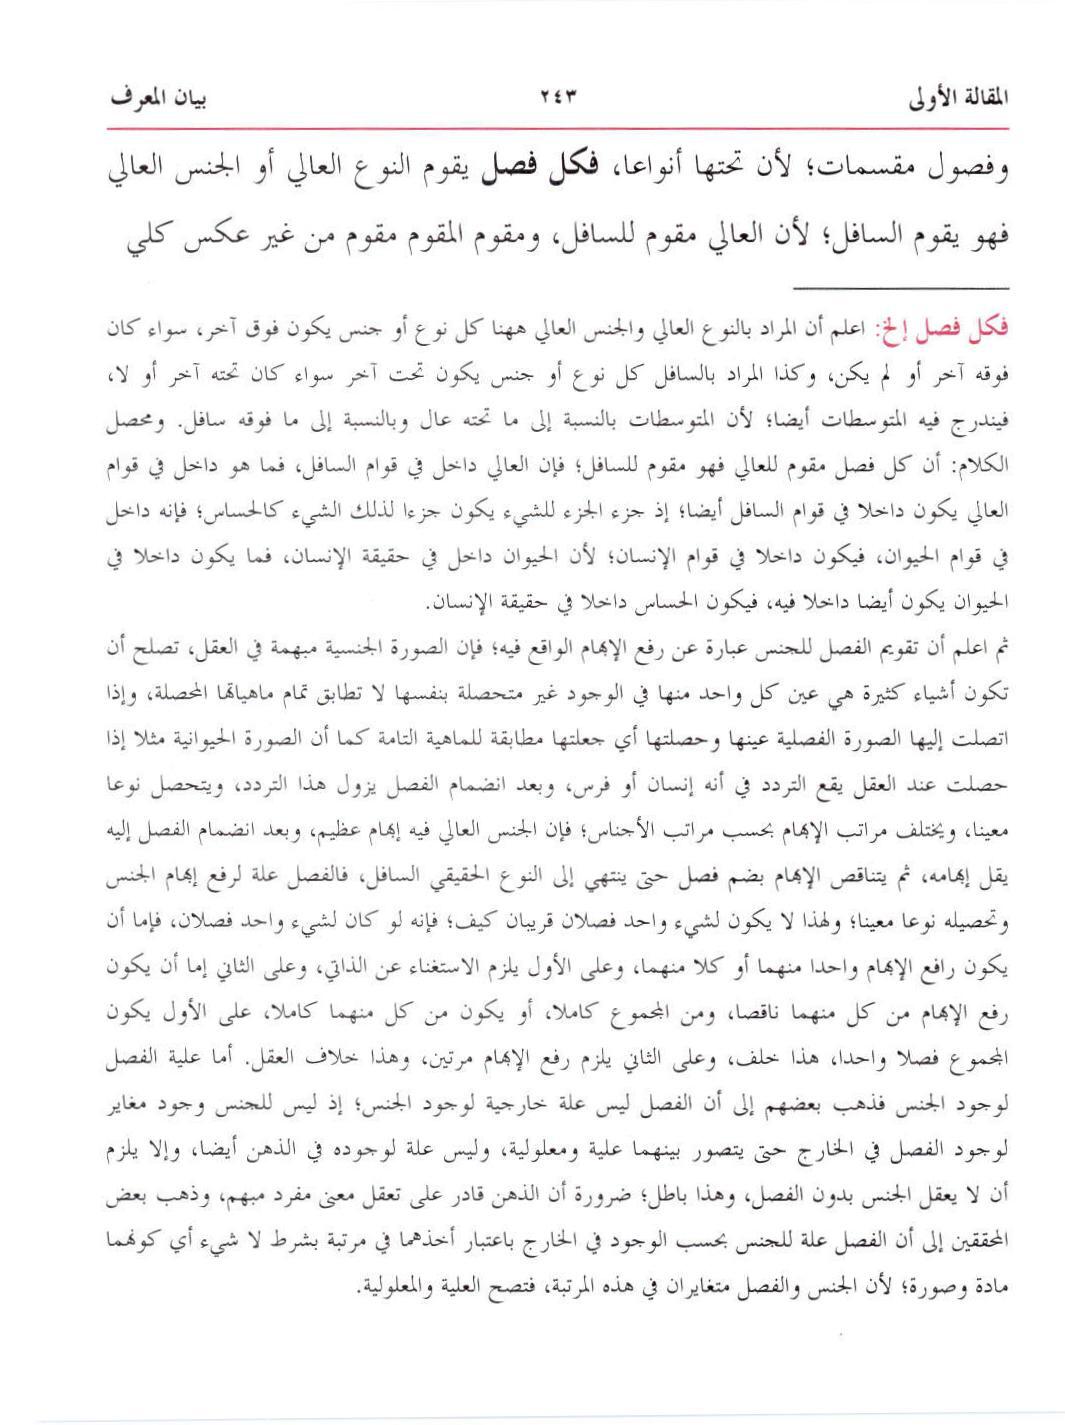 المقالة الأولى ٢٤٣ بيان المعرف
وفصول مقسمات؛ لأن تحتها أنواعا، فكل فصل يقوم النوع العالي أو الجنس العالي
فهو يقوم السافل؛ لأن العالي مقوم للسافل، ومقوم المقوم مقوم من غير عكس كلي
فكل فصل إلخ: اعلم أن المراد بالنوع العالي والجنس العالي ههنا كل نوع أو جنس يكون فوق آخر، سواء كان
فوقه آخر أو لم يكن، وكذا المراد بالسافل كل نوع أو جنس يكون تحت آخر سواء كان تحته آخر أو لا،
فيندرج فيه المتوسطات أيضا؛ لأن المتوسطات بالنسبة إلى ما تحته عال وبالنسبة إلى ما فوقه سافل. ومحصل
الكلام: أن كل فصل مقوم للعالي فهو مقوم للسافل؛ فإن العالي داخل في قوام السافل، فما هو داخل في قوام
العالي يكون داخلا في قوام السافل أيضا؛ إذ جزء الجزء للشيء يكون جزءا لذلك الشيء كالحساس؛ فإنه داخل
في قوام الحيوان، فيكون داخلا في قوام الإنسان؛ لأن الحيوان داخل في حقيقة الإنسان، فما يكون داخلا في
الحيوان يكون أيضا داخلا فيه، فيكون الحساس داخلا في حقيقة الإنسان.
ثم اعلم أن تقويم الفصل للجنس عبارة عن رفع الإبهام الواقع فيه؛ فإن الصورة الجنسية مبهمة في العقل، تصلح أن
تكون أشياء كثيرة هي عين كل واحد منها في الوجود غير متحصلة بنفسها لا تطابق تمام ماهياتها المحصلة، وإذا
اتصلت إليها الصورة الفصلية عينها وحصلتها أي جعلتها مطابقة للماهية التامة كما أن الصورة الحيوانية مثلا إذا
حصلت عند العقل يقع التردد في أنه إنسان أو فرس، وبعد انضمام الفصل يزول هذا التردد، ويتحصل نوعا
معينا، ويختلف مراتب الإبهام بحسب مراتب الأجناس؛ فإن الجنس العالي فيه إبهام عظيم، وبعد انضمام الفصل إليه
يقل إبهامه، ثم يتناقص الإبهام بضم فصل حتى ينتهي إلى النوع الحقيقي السافل، فالفصل علة لرفع إبهام الجنس
وتحصيله نوعا معينا؛ ولهذا لا يكون لشيء واحد فصلان قريبان كيف؛ فإنه لو كان لشيء واحد فصلان، فإما أن
يكون رافع الإبهام واحدا منهما أو كلا منهما، وعلى الأول يلزم الاستغناء عن الذاتي، وعلى الثاني إما أن يكون
رفع الإبهام من كل منهما ناقصا، ومن المجموع كاملا، أو يكون من كل منهما كاملا، على الأول يكون
المجموع فصلا واحدا، هذا خلف، وعلى الثاني يلزم رفع الإبهام مرتين، وهذا خلاف العقل. أما علية الفصل
لوجود الجنس فذهب بعضهم إلى أن الفصل ليس علة خارجية لوجود الجنس؛ إذ ليس للجنس وجود مغاير
لوجود الفصل في الخارج حتى يتصور بينهما علية ومعلولية، وليس علة لوجوده في الذهن أيضا، وإلا يلزم
أن لا يعقل الجنس بدون الفصل، وهذا باطل؛ ضرورة أن الذهن قادر على تعقل معنى مفرد مبهم، وذهب بعض
المحققين إلى أن الفصل علة للجنس بحسب الوجود في الخارج باعتبار أخذهما في مرتبة بشرط لا شيء أي كونهما
مادة وصورة؛ لأن الجنس والفصل متغايران في هذه المرتبة، فتصح العلية والمعلولية.